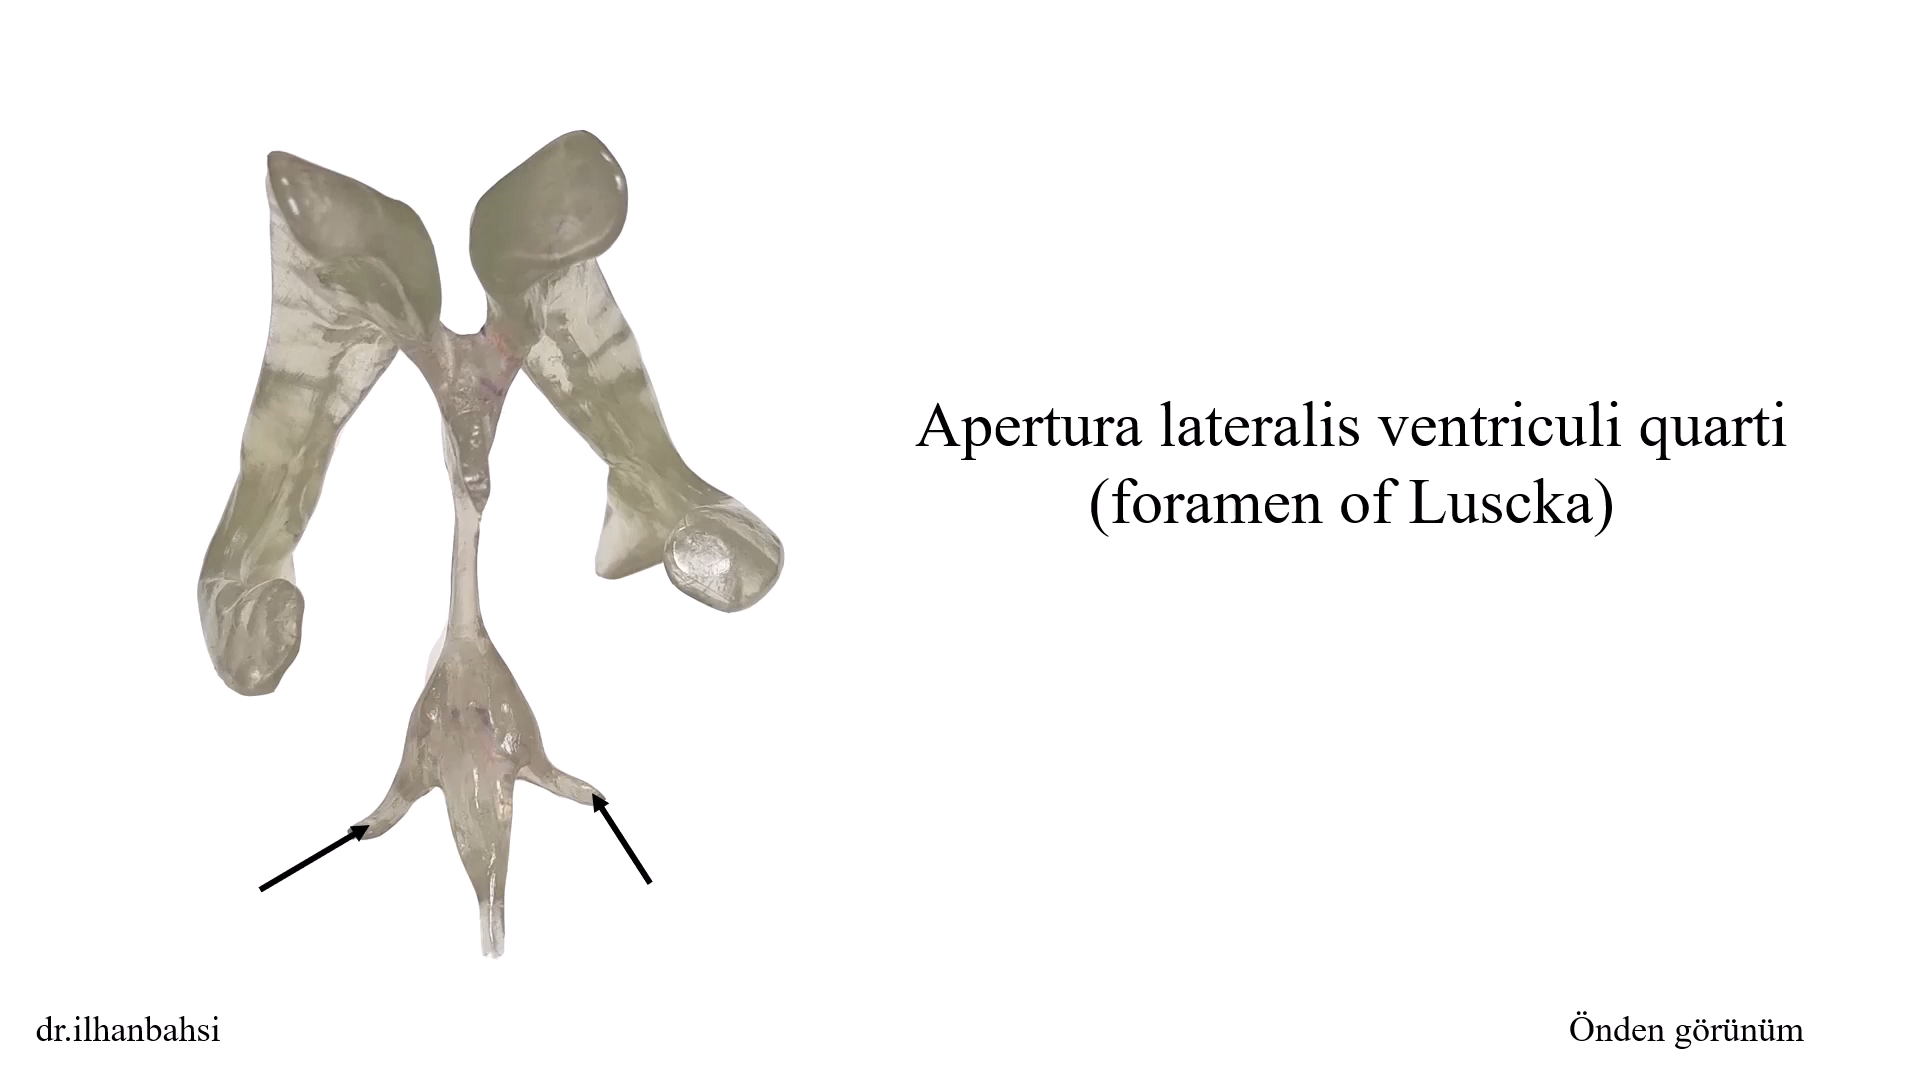 Apertura lateralis ventriculi quarti
(foramen of Luscka)
dr.ilhanbahsi
Önden görünüm